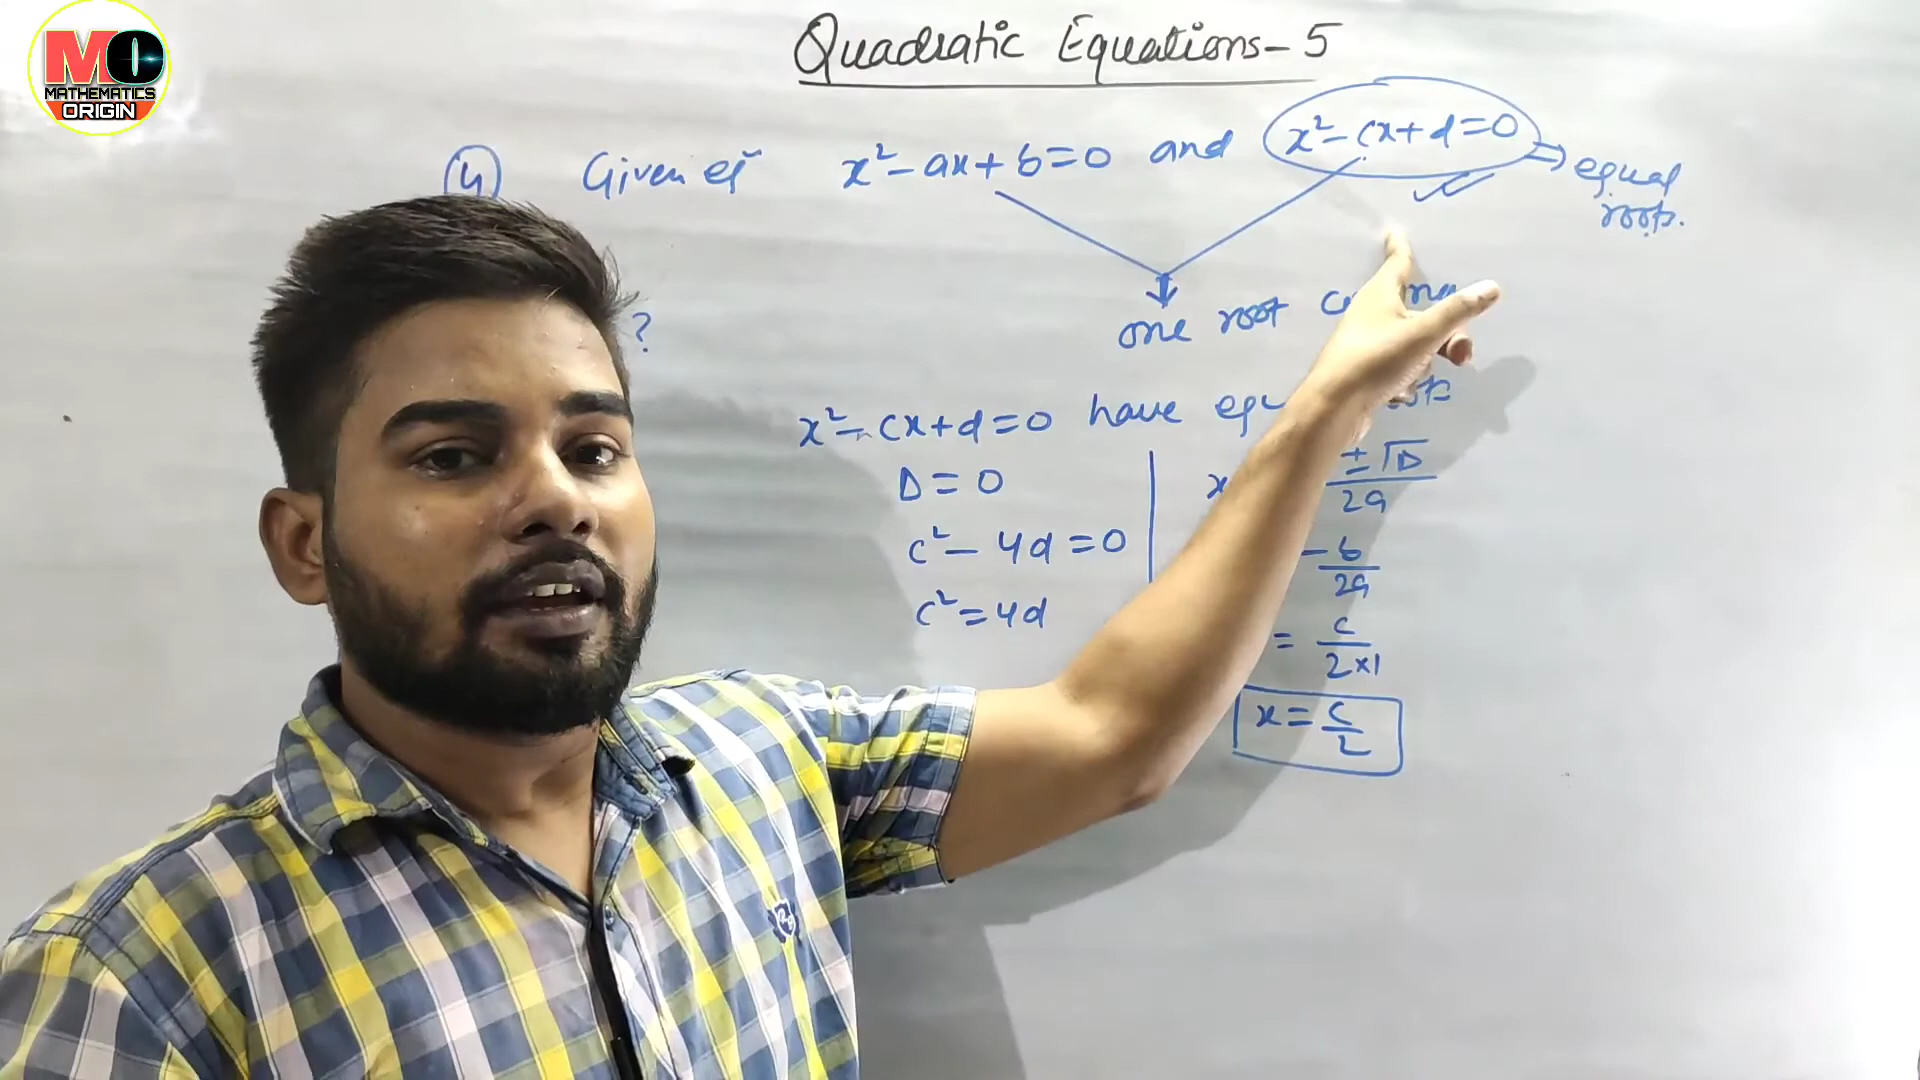 MO
MATHEMATICS
ORIGIN
Quadratic Equations-5
④ Given eqⁿ x²-ax+b=0 and x²-cx+d=0 ⇒ equal
roots.
one root
?
x²-cx+d=0 have
D=0
± √D
x
2a
c²-4d=0
-b
2a
c²=4d
= c
2×1
x=c/2